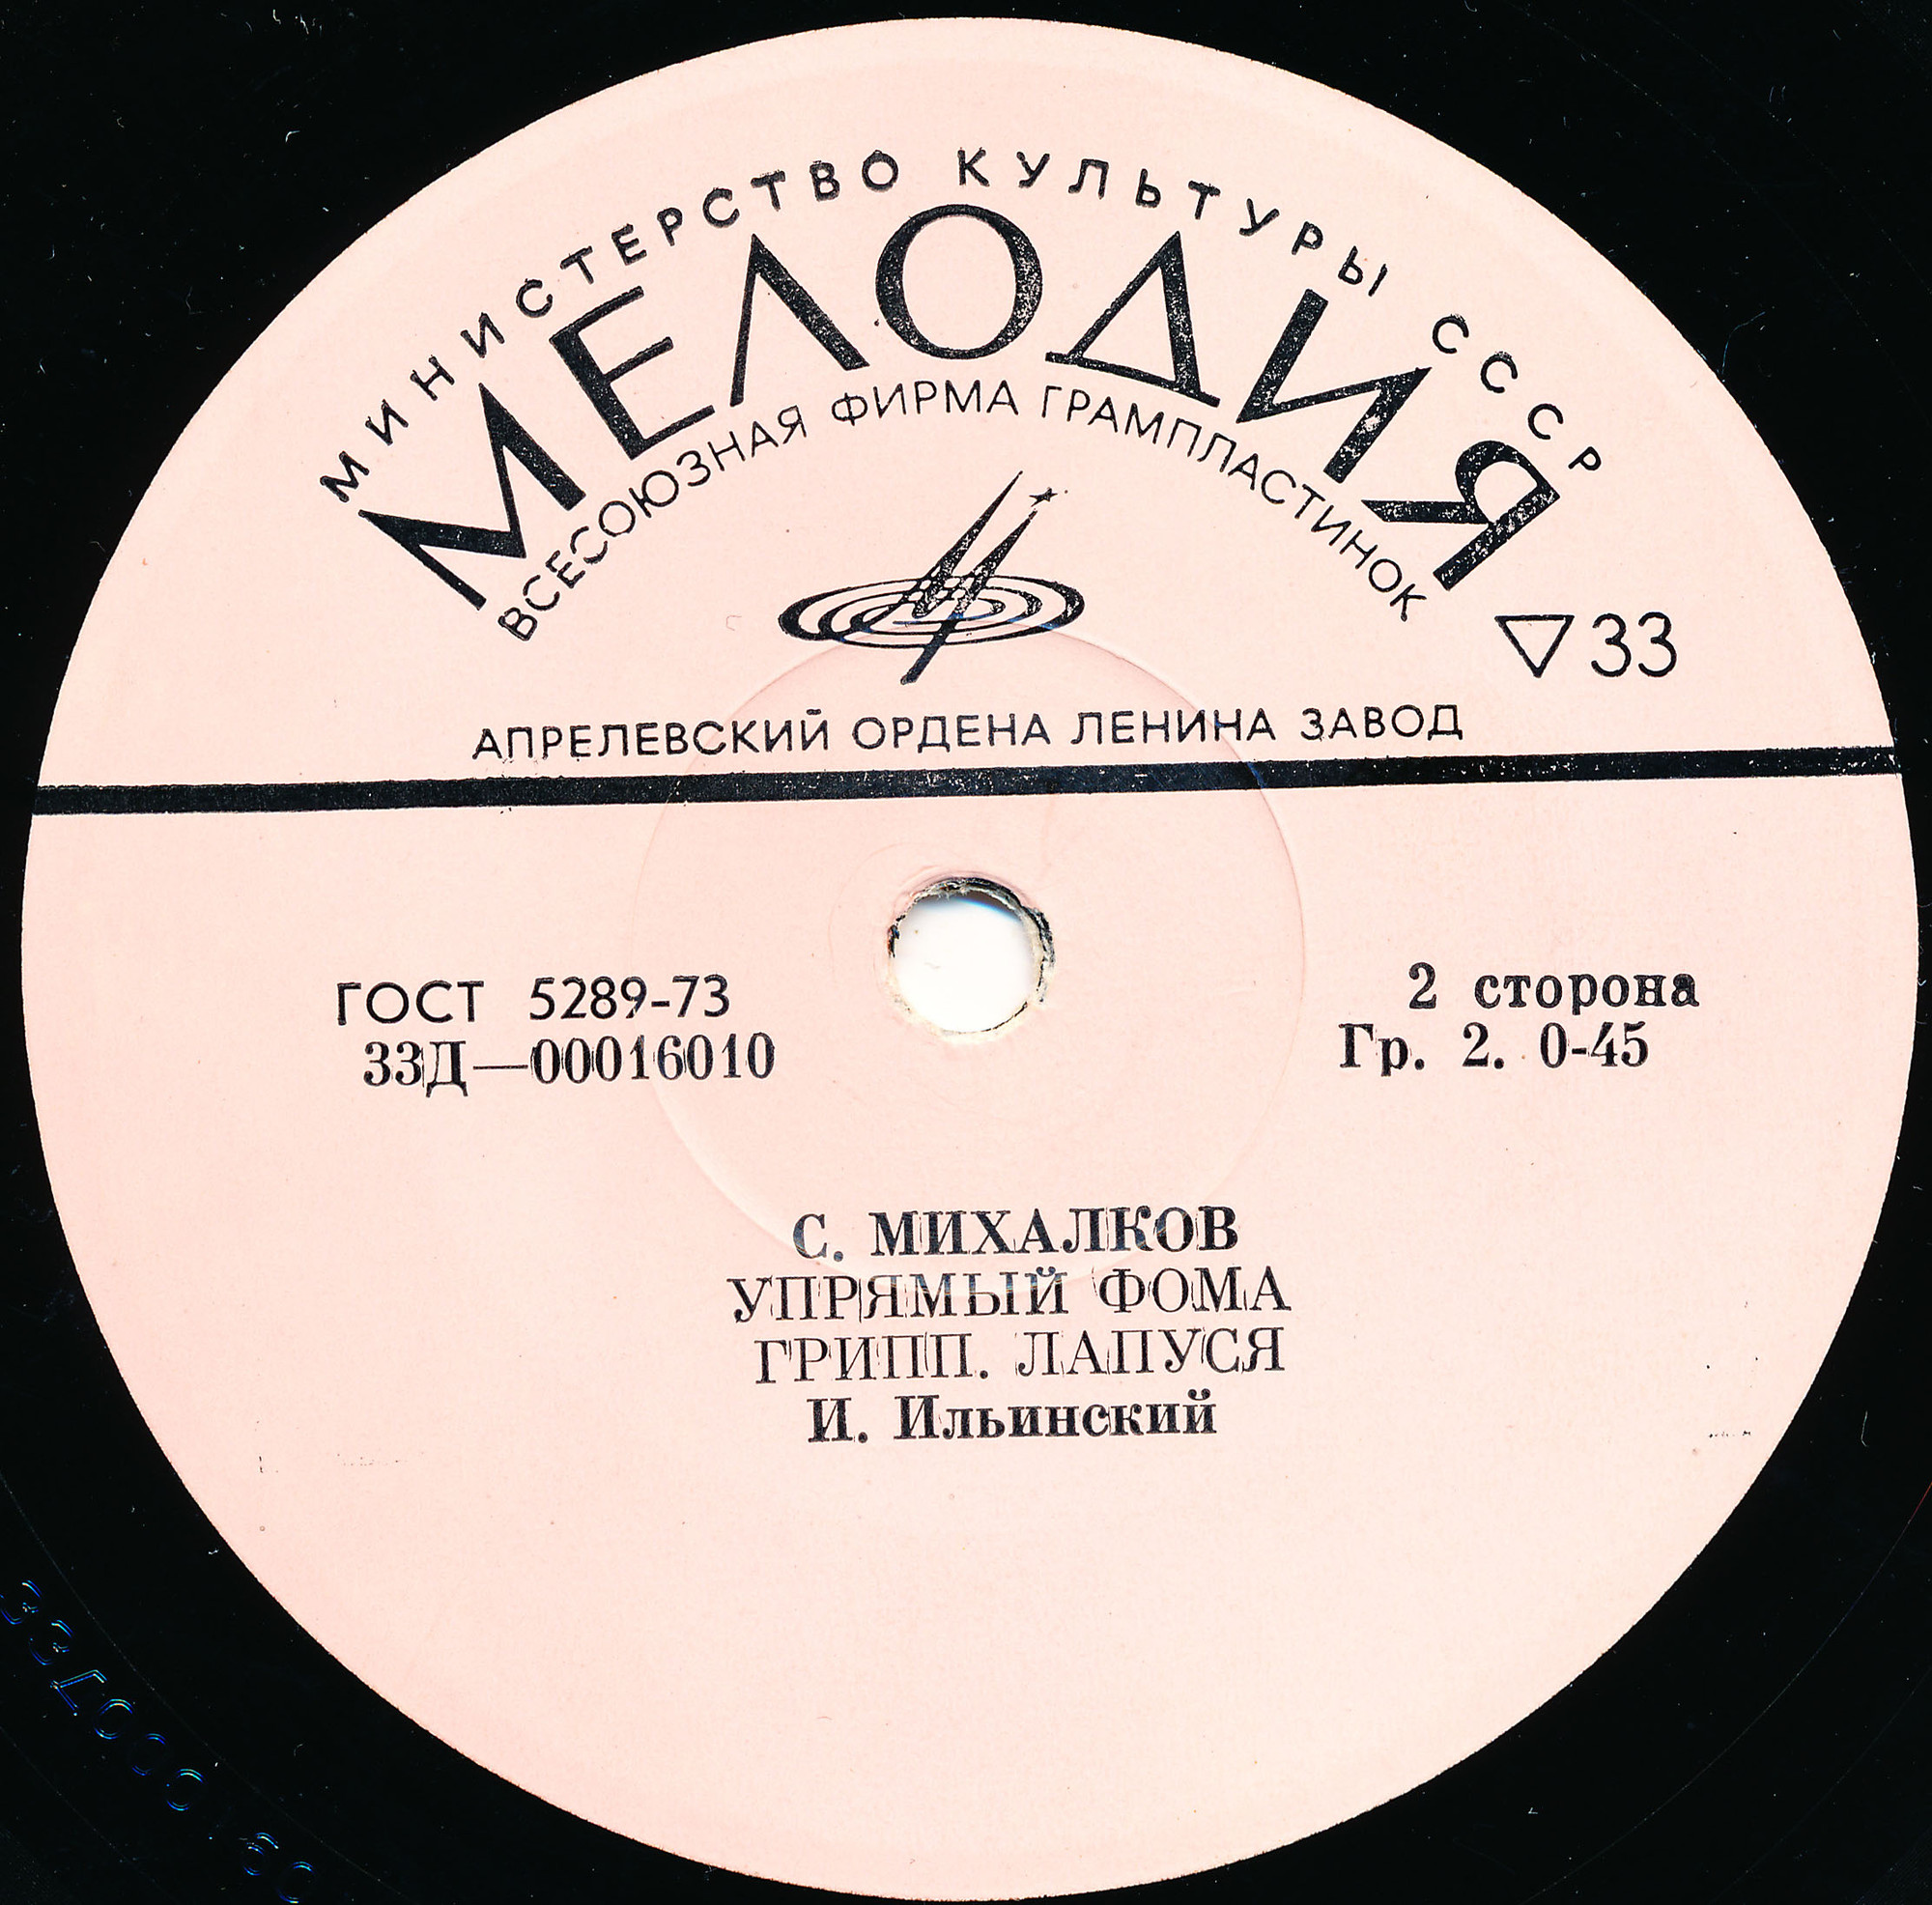 МИНИСТЕРСТВО КУЛЬТУРЫ СССР
МЕЛОДИЯ
ВСЕСОЮЗНАЯ ФИРМА ГРАМПЛАСТИНОК
▽33
АПРЕЛЕВСКИЙ ОРДЕНА ЛЕНИНА ЗАВОД
ГОСТ 5289-73
2 сторона
33Д—00016010
Гр. 2. 0-45
С. МИХАЛКОВ
УПРЯМЫЙ ФОМА
ГРИПП. ЛАПУСЯ
И. Ильинский